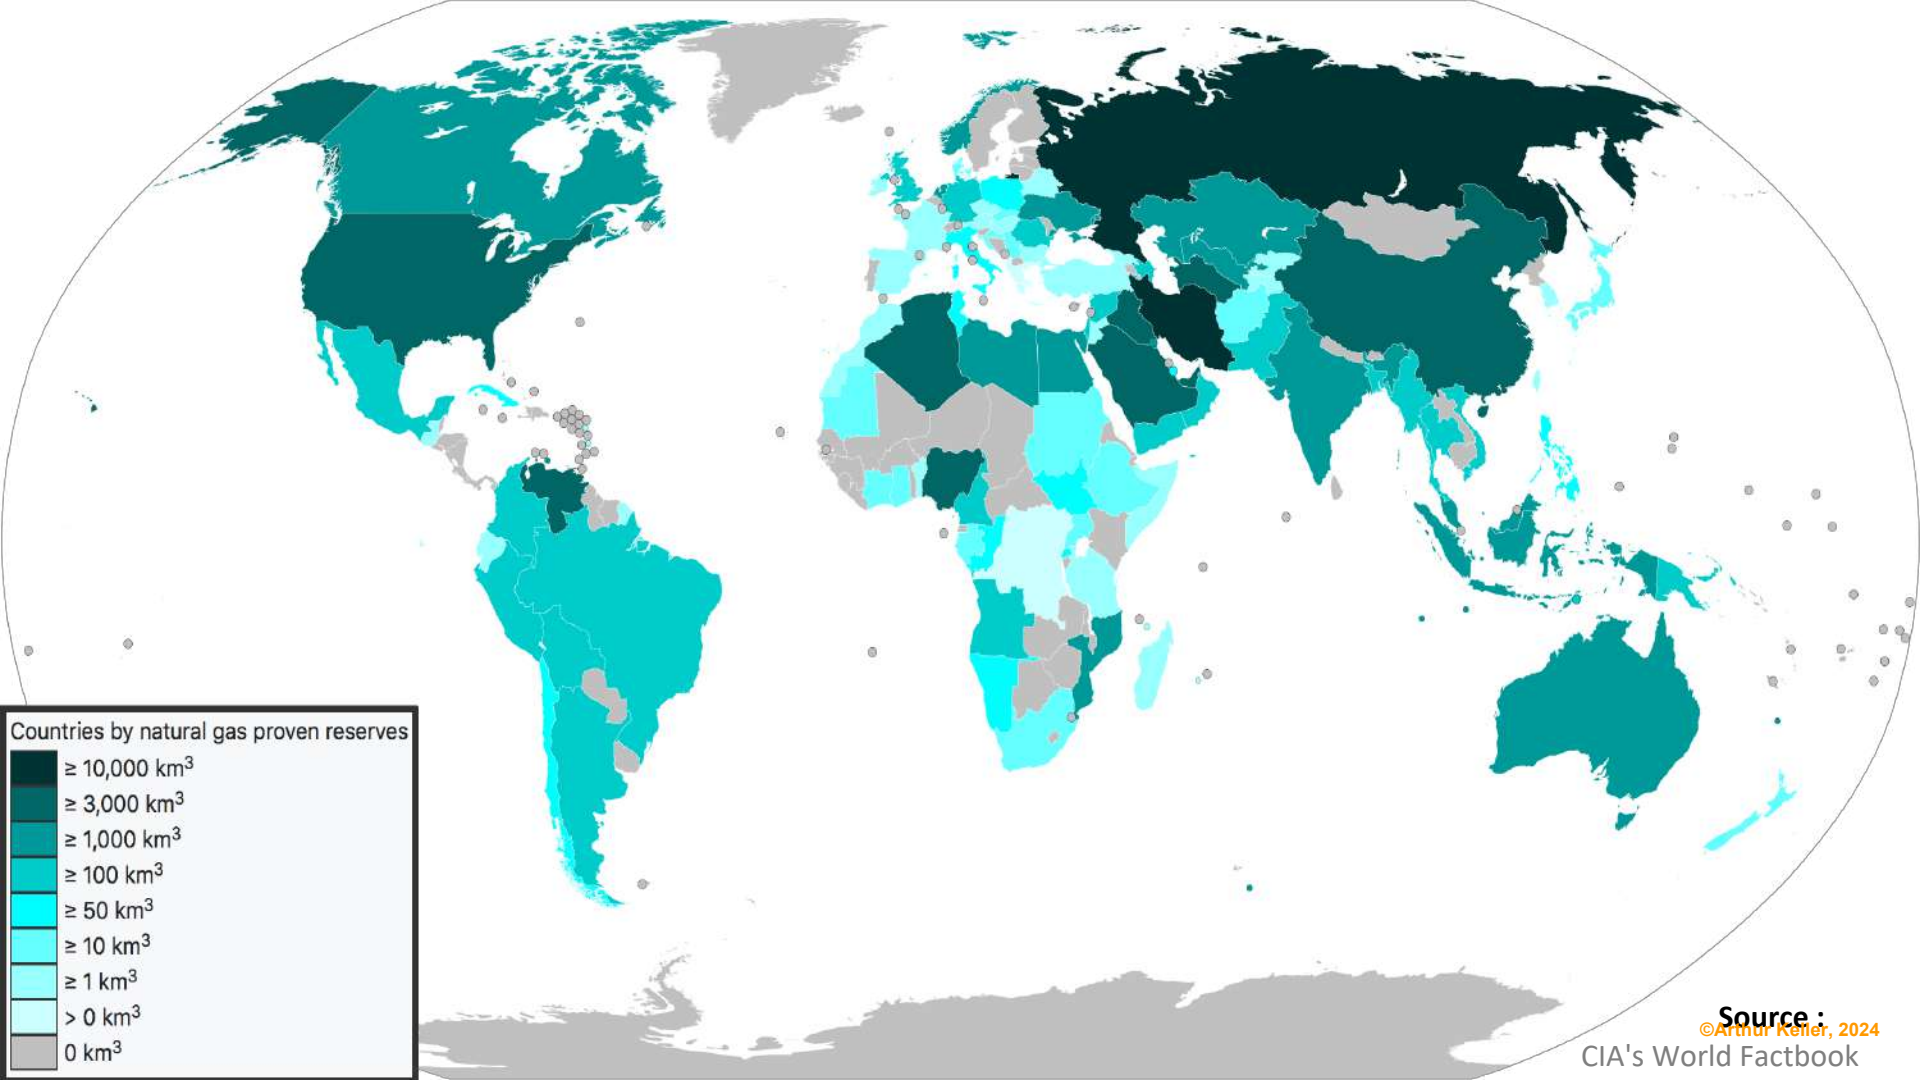 Countries by natural gas proven reserves
≥ 10,000 km³
≥ 3,000 km³
≥ 1,000 km³
≥ 100 km³
≥ 50 km³
≥ 10 km³
≥ 1 km³
> 0 km³
0 km³
Source :
©Arthur Keller, 2024
CIA's World Factbook